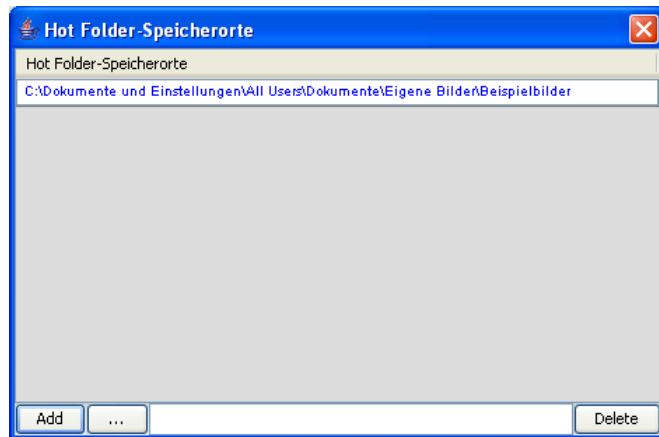 Hot Folder-Speicherorte
Hot Folder-Speicherorte
C:\Dokumente und Einstellungen\All Users\Dokumente\Eigene Bilder\Beispielbilder
Add ... Delete